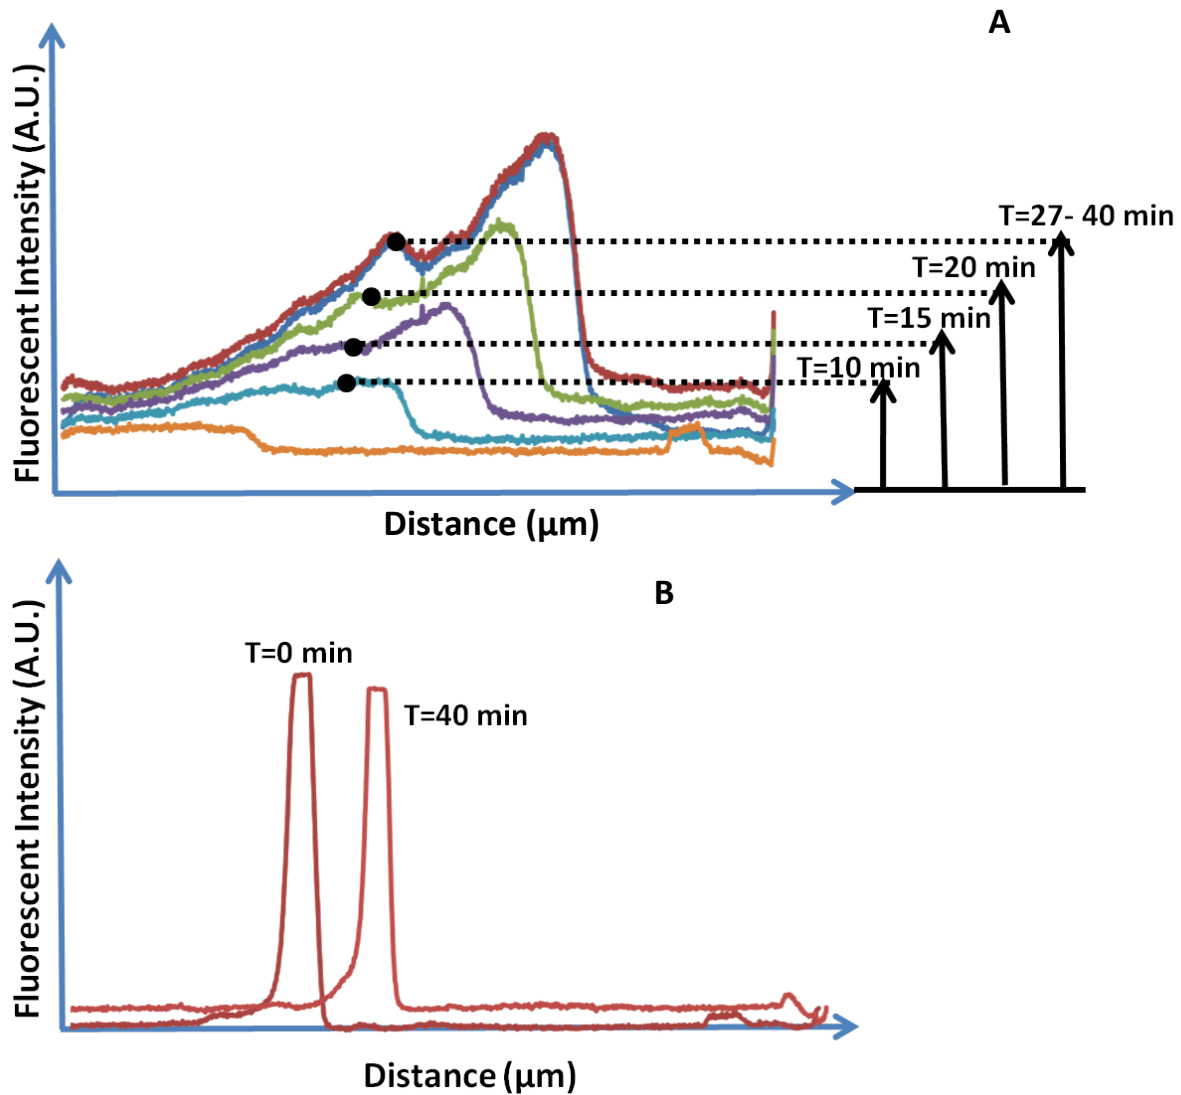 A
Fluorescent Intensity (A.U.)
T=27- 40 min
T=20 min
T=15 min
T=10 min
Distance (µm)
B
Fluorescent Intensity (A.U.)
T=0 min
T=40 min
Distance (µm)